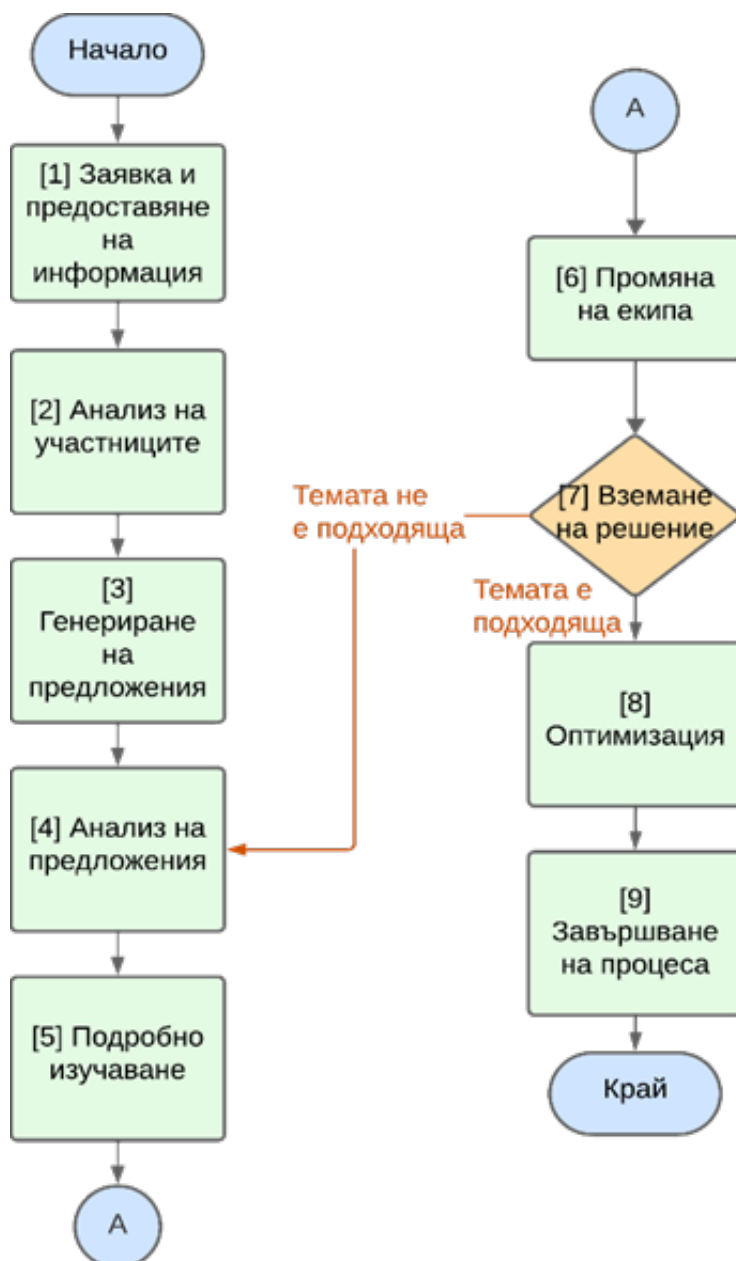 Начало
[1] Заявка и
предоставяне
на
информация
[2] Анализ на
участниците
[3]
Генериране
на
предложения
[4] Анализ на
предложения
[5] Подробно
изучаване
А
А
[6] Промяна
на екипа
[7] Вземане
на решение
Темата не
е подходяща
Темата е
подходяща
[8]
Оптимизация
[9]
Завършване
на процеса
Край